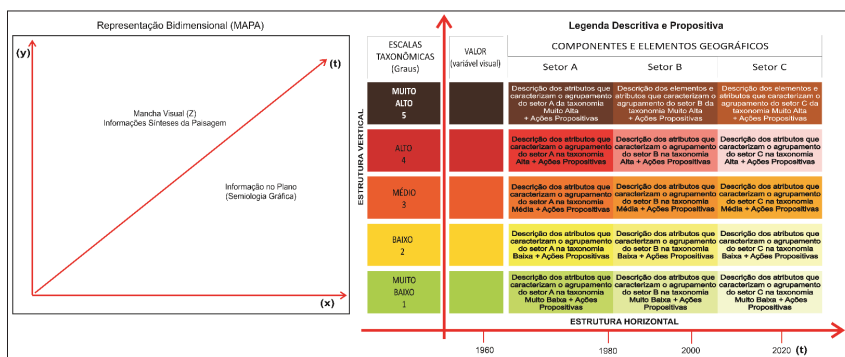 Representação Bidimensional (MAPA)
(y)
(t)
Mancha Visual (Z)
Informações Sínteses da Paisagem
Informação no Plano
(Semiologia Gráfica)
(x)
Legenda Descritiva e Propositiva
ESCALAS
TAXONÔMICAS
(Graus)
VALOR
(variável visual)
COMPONENTES E ELEMENTOS GEOGRÁFICOS
Setor A
Setor B
Setor C
ESTRUTURA VERTICAL
MUITO
ALTO
5
Descrição dos atributos que
caracterizam o agrupamento
do setor A da taxonomia
Muito Alta
+ Ações Propositivas
Descrição dos elementos e
atributos que caracterizam o
agrupamento do setor B da
taxonomia Muito Alta
+ Ações Propositivas
Descrição dos elementos e
atributos que caracterizam o
agrupamento do setor C da
taxonomia Muito Alta
+ Ações Propositivas
ALTO
4
Descrição dos atributos que
caracterizam o agrupamento
do setor A na taxonomia
Alta + Ações Propositivas
Descrição dos atributos que
caracterizam o agrupamento
do setor B na taxonomia
Alta + Ações Propositivas
Descrição dos atributos que
caracterizam o agrupamento
do setor C na taxonomia
Alta + Ações Propositivas
MÉDIO
3
Descrição dos atributos que
caracterizam o agrupamento
do setor A na taxonomia
Média + Ações Propositivas
Descrição dos atributos que
caracterizam o agrupamento
do setor B na taxonomia
Média + Ações Propositivas
Descrição dos atributos que
caracterizam o agrupamento
do setor C na taxonomia
Média + Ações Propositivas
BAIXO
2
Descrição dos atributos que
caracterizam o agrupamento
do setor A na taxonomia
Baixa + Ações Propositivas
Descrição dos atributos que
caracterizam o agrupamento
do setor B na taxonomia
Baixa + Ações Propositivas
Descrição dos atributos que
caracterizam o agrupamento
do setor C na taxonomia
Baixa + Ações Propositivas
MUITO
BAIXO
1
Descrição dos atributos que
caracterizam o agrupamento
do setor A na taxonomia
Muito Baixa + Ações
Propositivas
Descrição dos atributos que
caracterizam o agrupamento
do setor B na taxonomia
Muito Baixa + Ações
Propositivas
Descrição dos atributos que
caracterizam o agrupamento
do setor C na taxonomia
Muito Baixa + Ações
Propositivas
ESTRUTURA HORIZONTAL
1960
1980
2000
2020
(t)